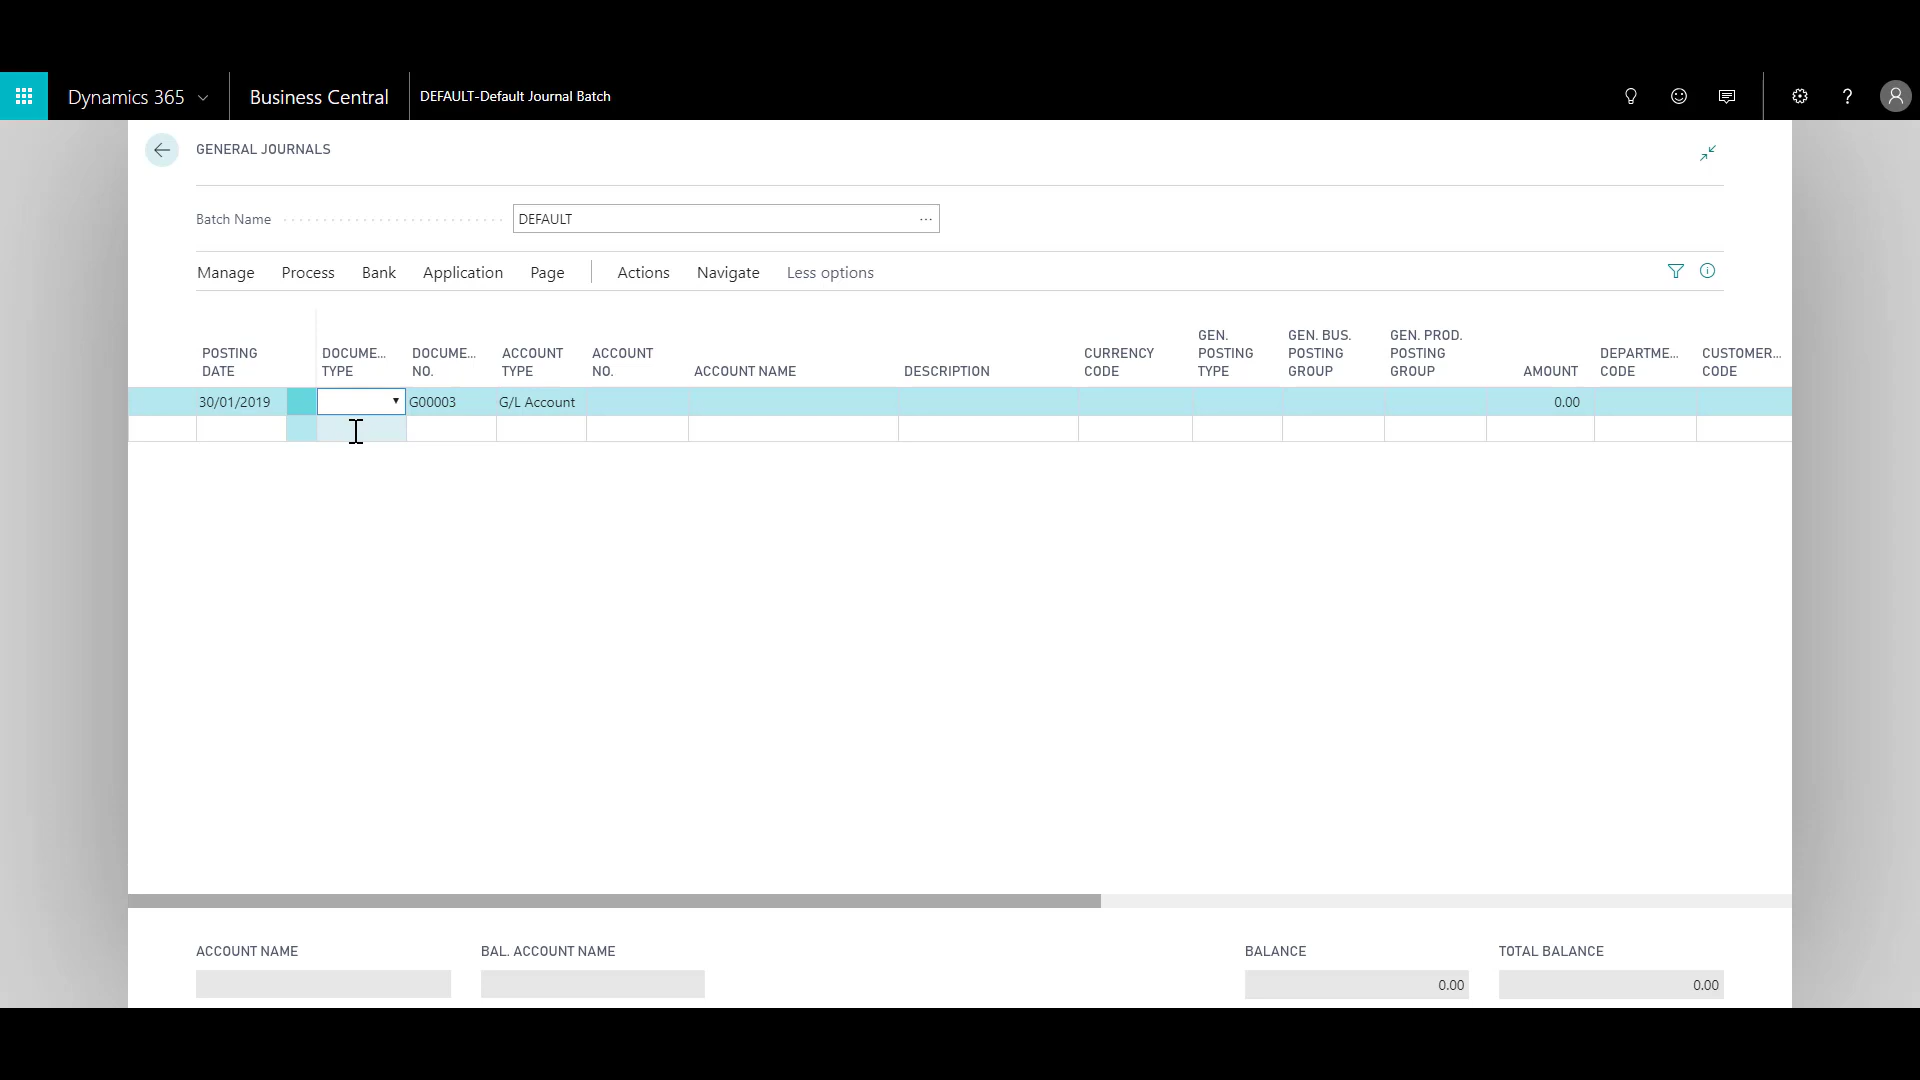 Dynamics 365 Business Central DEFAULT-Default Journal Batch ?
GENERAL JOURNALS
Batch Name DEFAULT ...
Manage Process Bank Application Page Actions Navigate Less options
POSTING DATE
DOCUME... TYPE
DOCUME... NO.
ACCOUNT TYPE
ACCOUNT NO.
ACCOUNT NAME
DESCRIPTION
CURRENCY CODE
GEN. POSTING TYPE
GEN. BUS. POSTING GROUP
GEN. PROD. POSTING GROUP
AMOUNT
DEPARTME... CODE
CUSTOMER... CODE
30/01/2019 G00003 G/L Account 0.00
ACCOUNT NAME BAL. ACCOUNT NAME BALANCE TOTAL BALANCE
0.00 0.00